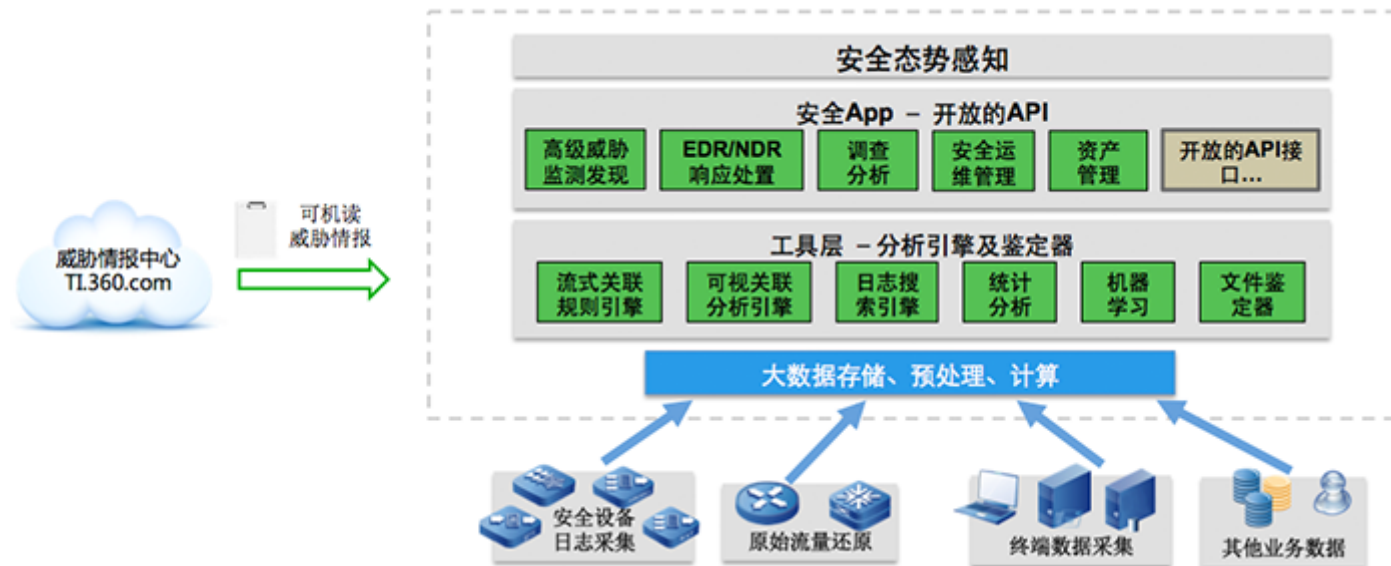 安全态势感知
安全App – 开放的API
高级威胁
监测发现
EDR/NDR
响应处置
调查
分析
安全运
维管理
资产
管理
开放的API接
口...
可机读
威胁情报
威胁情报中心
TI.360.com
工具层 – 分析引擎及鉴定器
流式关联
规则引擎
可视关联
分析引擎
日志搜
索引擎
统计
分析
机器
学习
文件鉴
定器
大数据存储、预处理、计算
安全设备
日志采集
原始流量还原
终端数据采集
其他业务数据